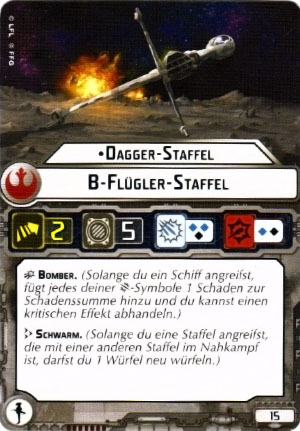 © LFL ® FFG
•Dagger-Staffel
B-Flügler-Staffel
2 5
Bomber. (Solange du ein Schiff angreifst,
fügt jedes deiner -Symbole 1 Schaden zur
Schadenssumme hinzu und du kannst einen
kritischen Effekt abhandeln.)
Schwarm. (Solange du eine Staffel angreifst,
die mit einer anderen Staffel im Nahkampf
ist, darfst du 1 Würfel neu würfeln.)
15